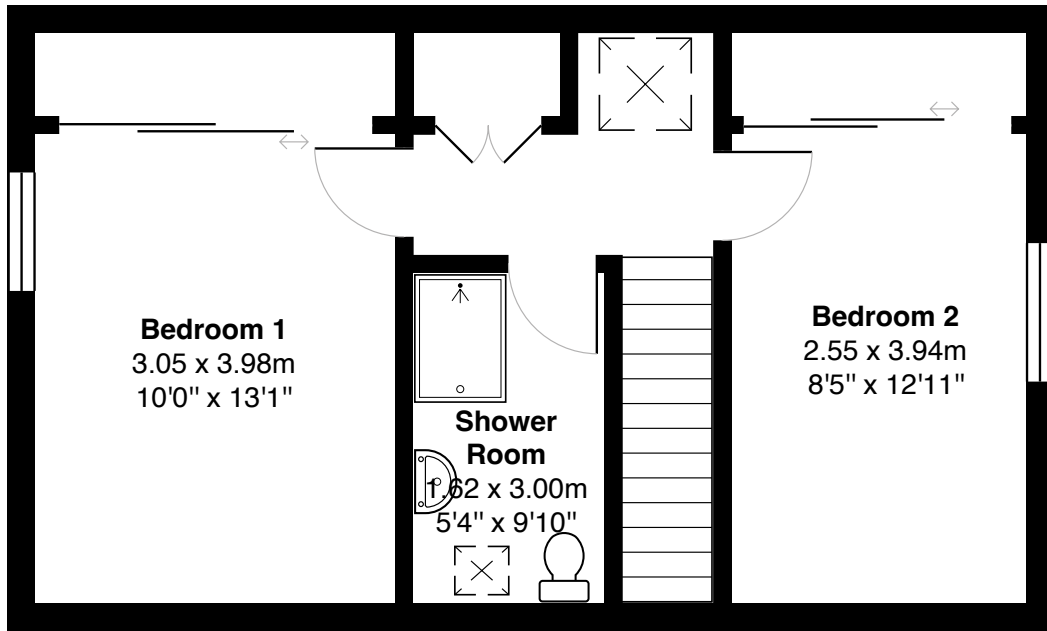 Bedroom 1
3.05 x 3.98m
10'0" x 13'1"
Shower
Room
1.62 x 3.00m
5'4" x 9'10"
Bedroom 2
2.55 x 3.94m
8'5" x 12'11"